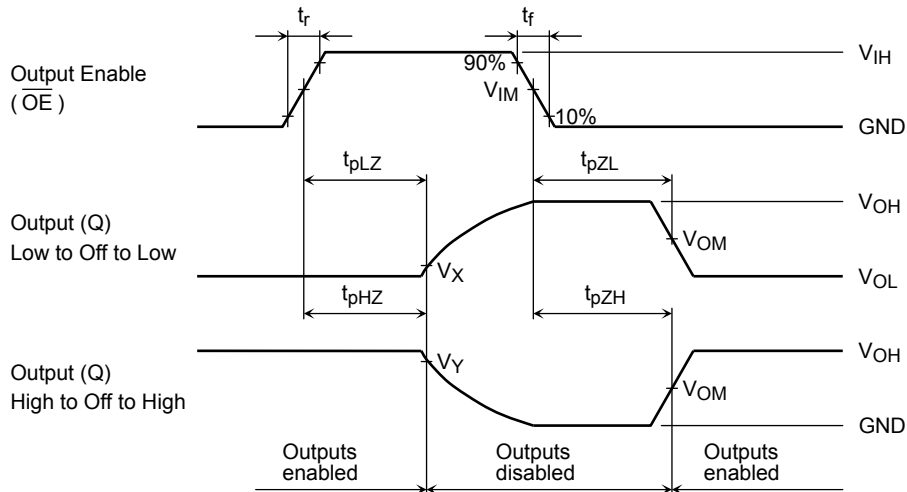 tr
tf
Output Enable
( OE )
90%
VIM
10%
VIH
GND
tpLZ
tpZL
Output (Q)
Low to Off to Low
VX
VOM
VOH
VOL
tpHZ
tpZH
Output (Q)
High to Off to High
VY
VOM
VOH
GND
Outputs
enabled
Outputs
disabled
Outputs
enabled